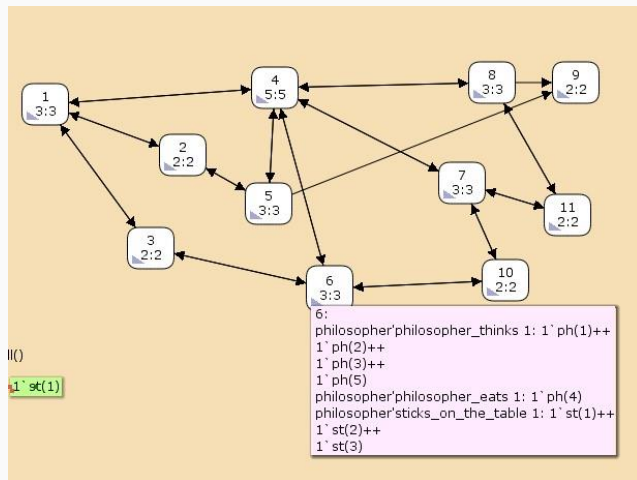 1
3:3
4
5:5
8
3:3
9
2:2
2
2:2
5
3:3
7
3:3
11
2:2
3
2:2
6
3:3
10
2:2
6:
philosopher'philosopher_thinks 1: 1`ph(1)++
1`ph(2)++
1`ph(3)++
1`ph(5)
philosopher'philosopher_eats 1: 1`ph(4)
philosopher'sticks_on_the_table 1: 1`st(1)++
1`st(2)++
1`st(3)
ll()
1`st(1)